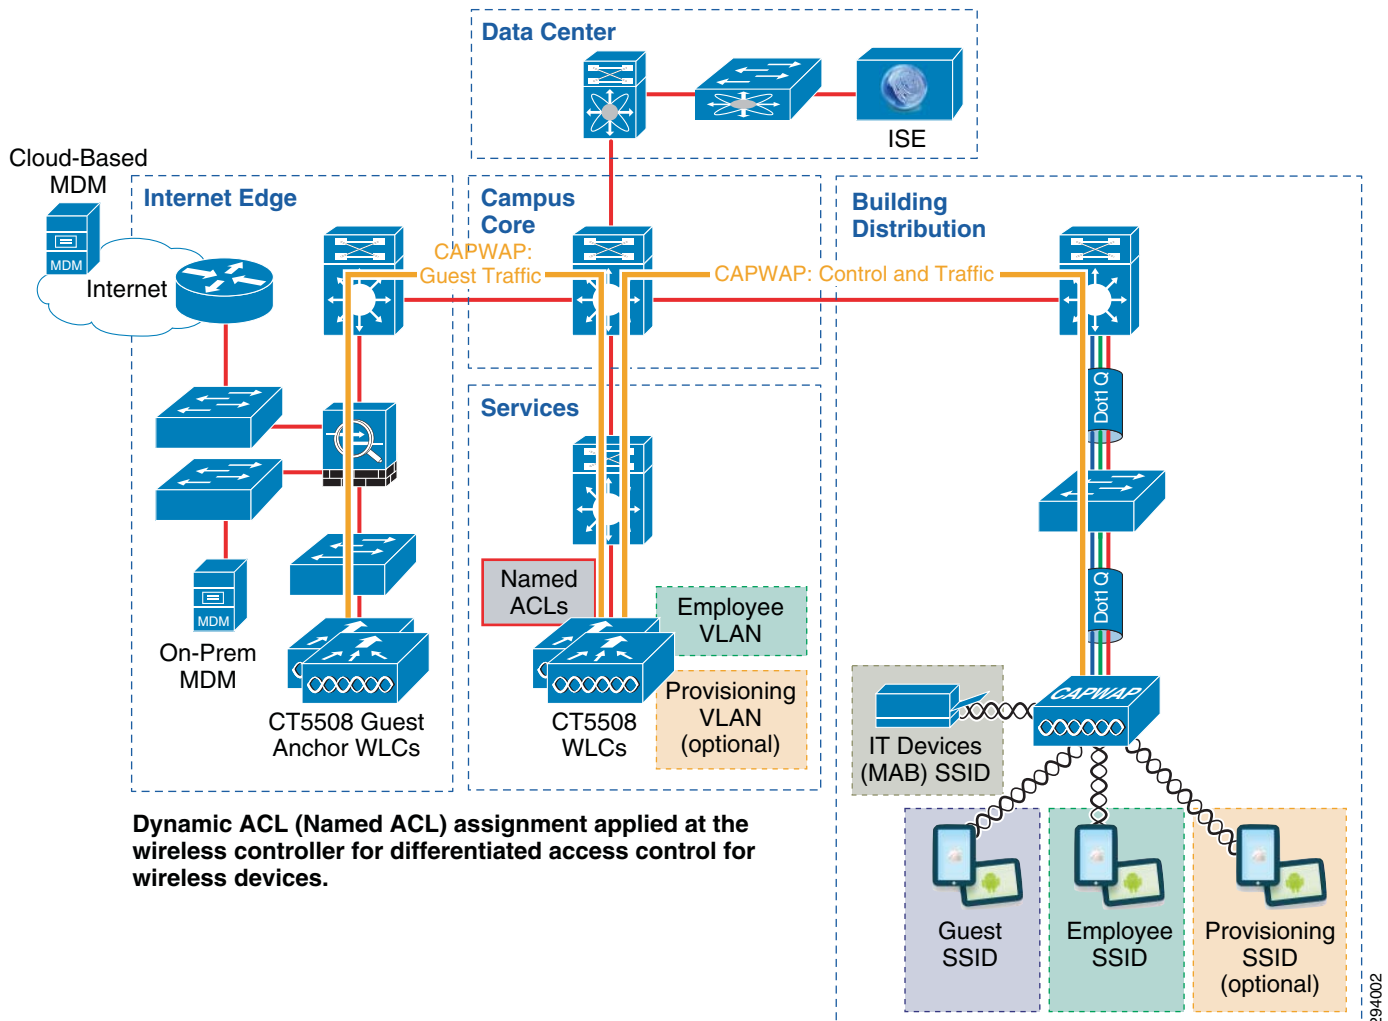 Data Center
ISE
Cloud-Based
MDM
MDM
Internet
Internet Edge
Campus
Core
Building
Distribution
CAPWAP:
Guest Traffic
CAPWAP: Control and Traffic
Services
Dot1 Q
Dot1 Q
Named
ACLs
Employee
VLAN
Provisioning
VLAN
(optional)
MDM
On-Prem
MDM
CT5508 Guest
Anchor WLCs
CT5508
WLCs
CAPWAP
IT Devices
(MAB) SSID
Dynamic ACL (Named ACL) assignment applied at the
wireless controller for differentiated access control for
wireless devices.
Guest
SSID
Employee
SSID
Provisioning
SSID
(optional)
294002